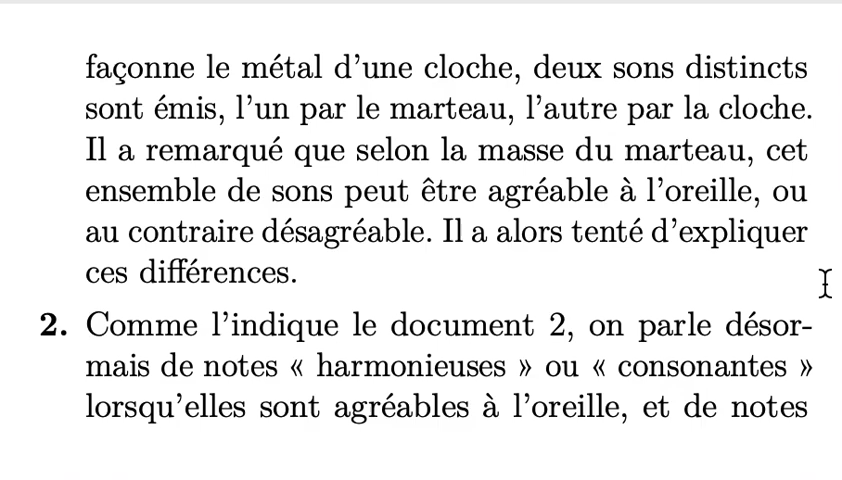 façonne le métal d’une cloche, deux sons distincts
sont émis, l’un par le marteau, l’autre par la cloche.
Il a remarqué que selon la masse du marteau, cet
ensemble de sons peut être agréable à l’oreille, ou
au contraire désagréable. Il a alors tenté d’expliquer
ces différences.
2. Comme l’indique le document 2, on parle désor-
mais de notes « harmonieuses » ou « consonantes »
lorsqu’elles sont agréables à l’oreille, et de notes